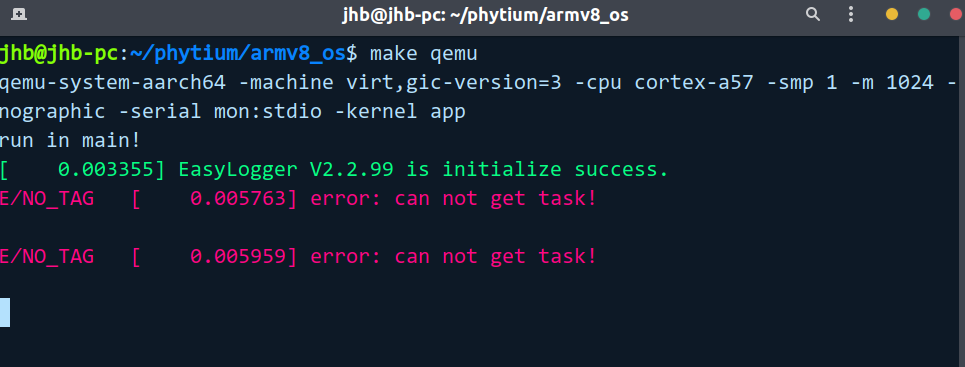 jhb@jhb-pc: ~/phytium/armv8_os
jhb@jhb-pc:~/phytium/armv8_os$ make qemu
qemu-system-aarch64 -machine virt,gic-version=3 -cpu cortex-a57 -smp 1 -m 1024 -
nographic -serial mon:stdio -kernel app
run in main!
[    0.003355] EasyLogger V2.2.99 is initialize success.
E/NO_TAG   [    0.005763] error: can not get task!
E/NO_TAG   [    0.005959] error: can not get task!